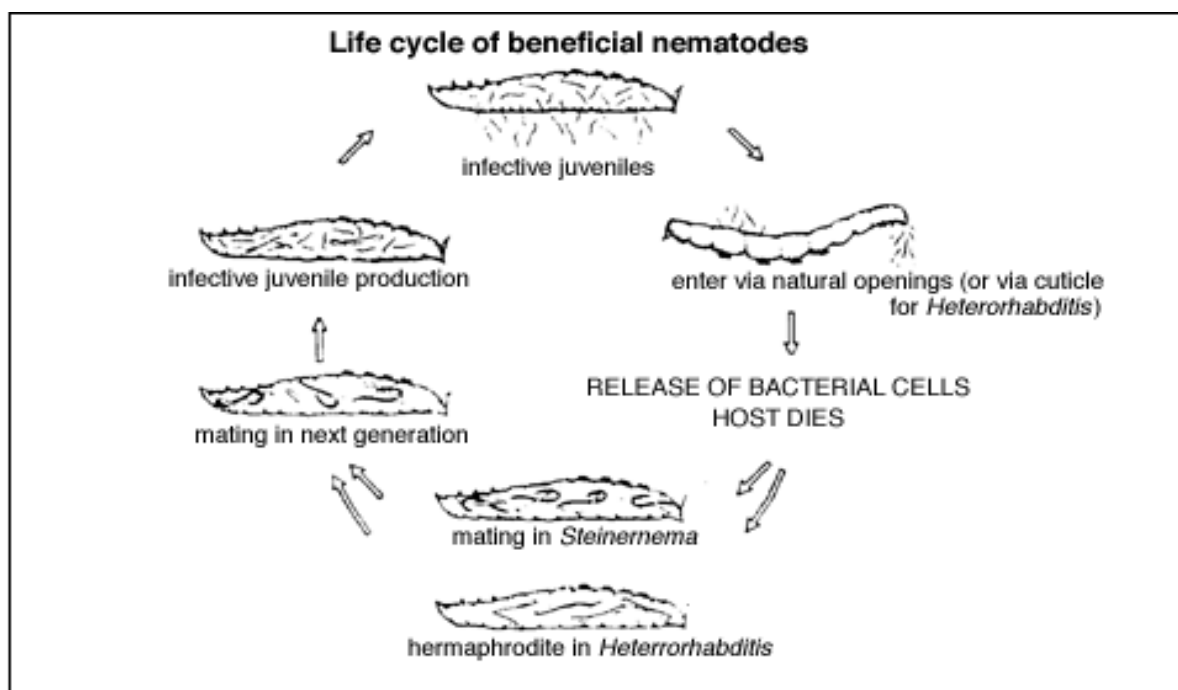 Life cycle of beneficial nematodes
infective juveniles
infective juvenile production
enter via natural openings (or via cuticle
for Heterorhabditis)
mating in next generation
RELEASE OF BACTERIAL CELLS
HOST DIES
mating in Steinernema
hermaphrodite in Heterrorhabditis